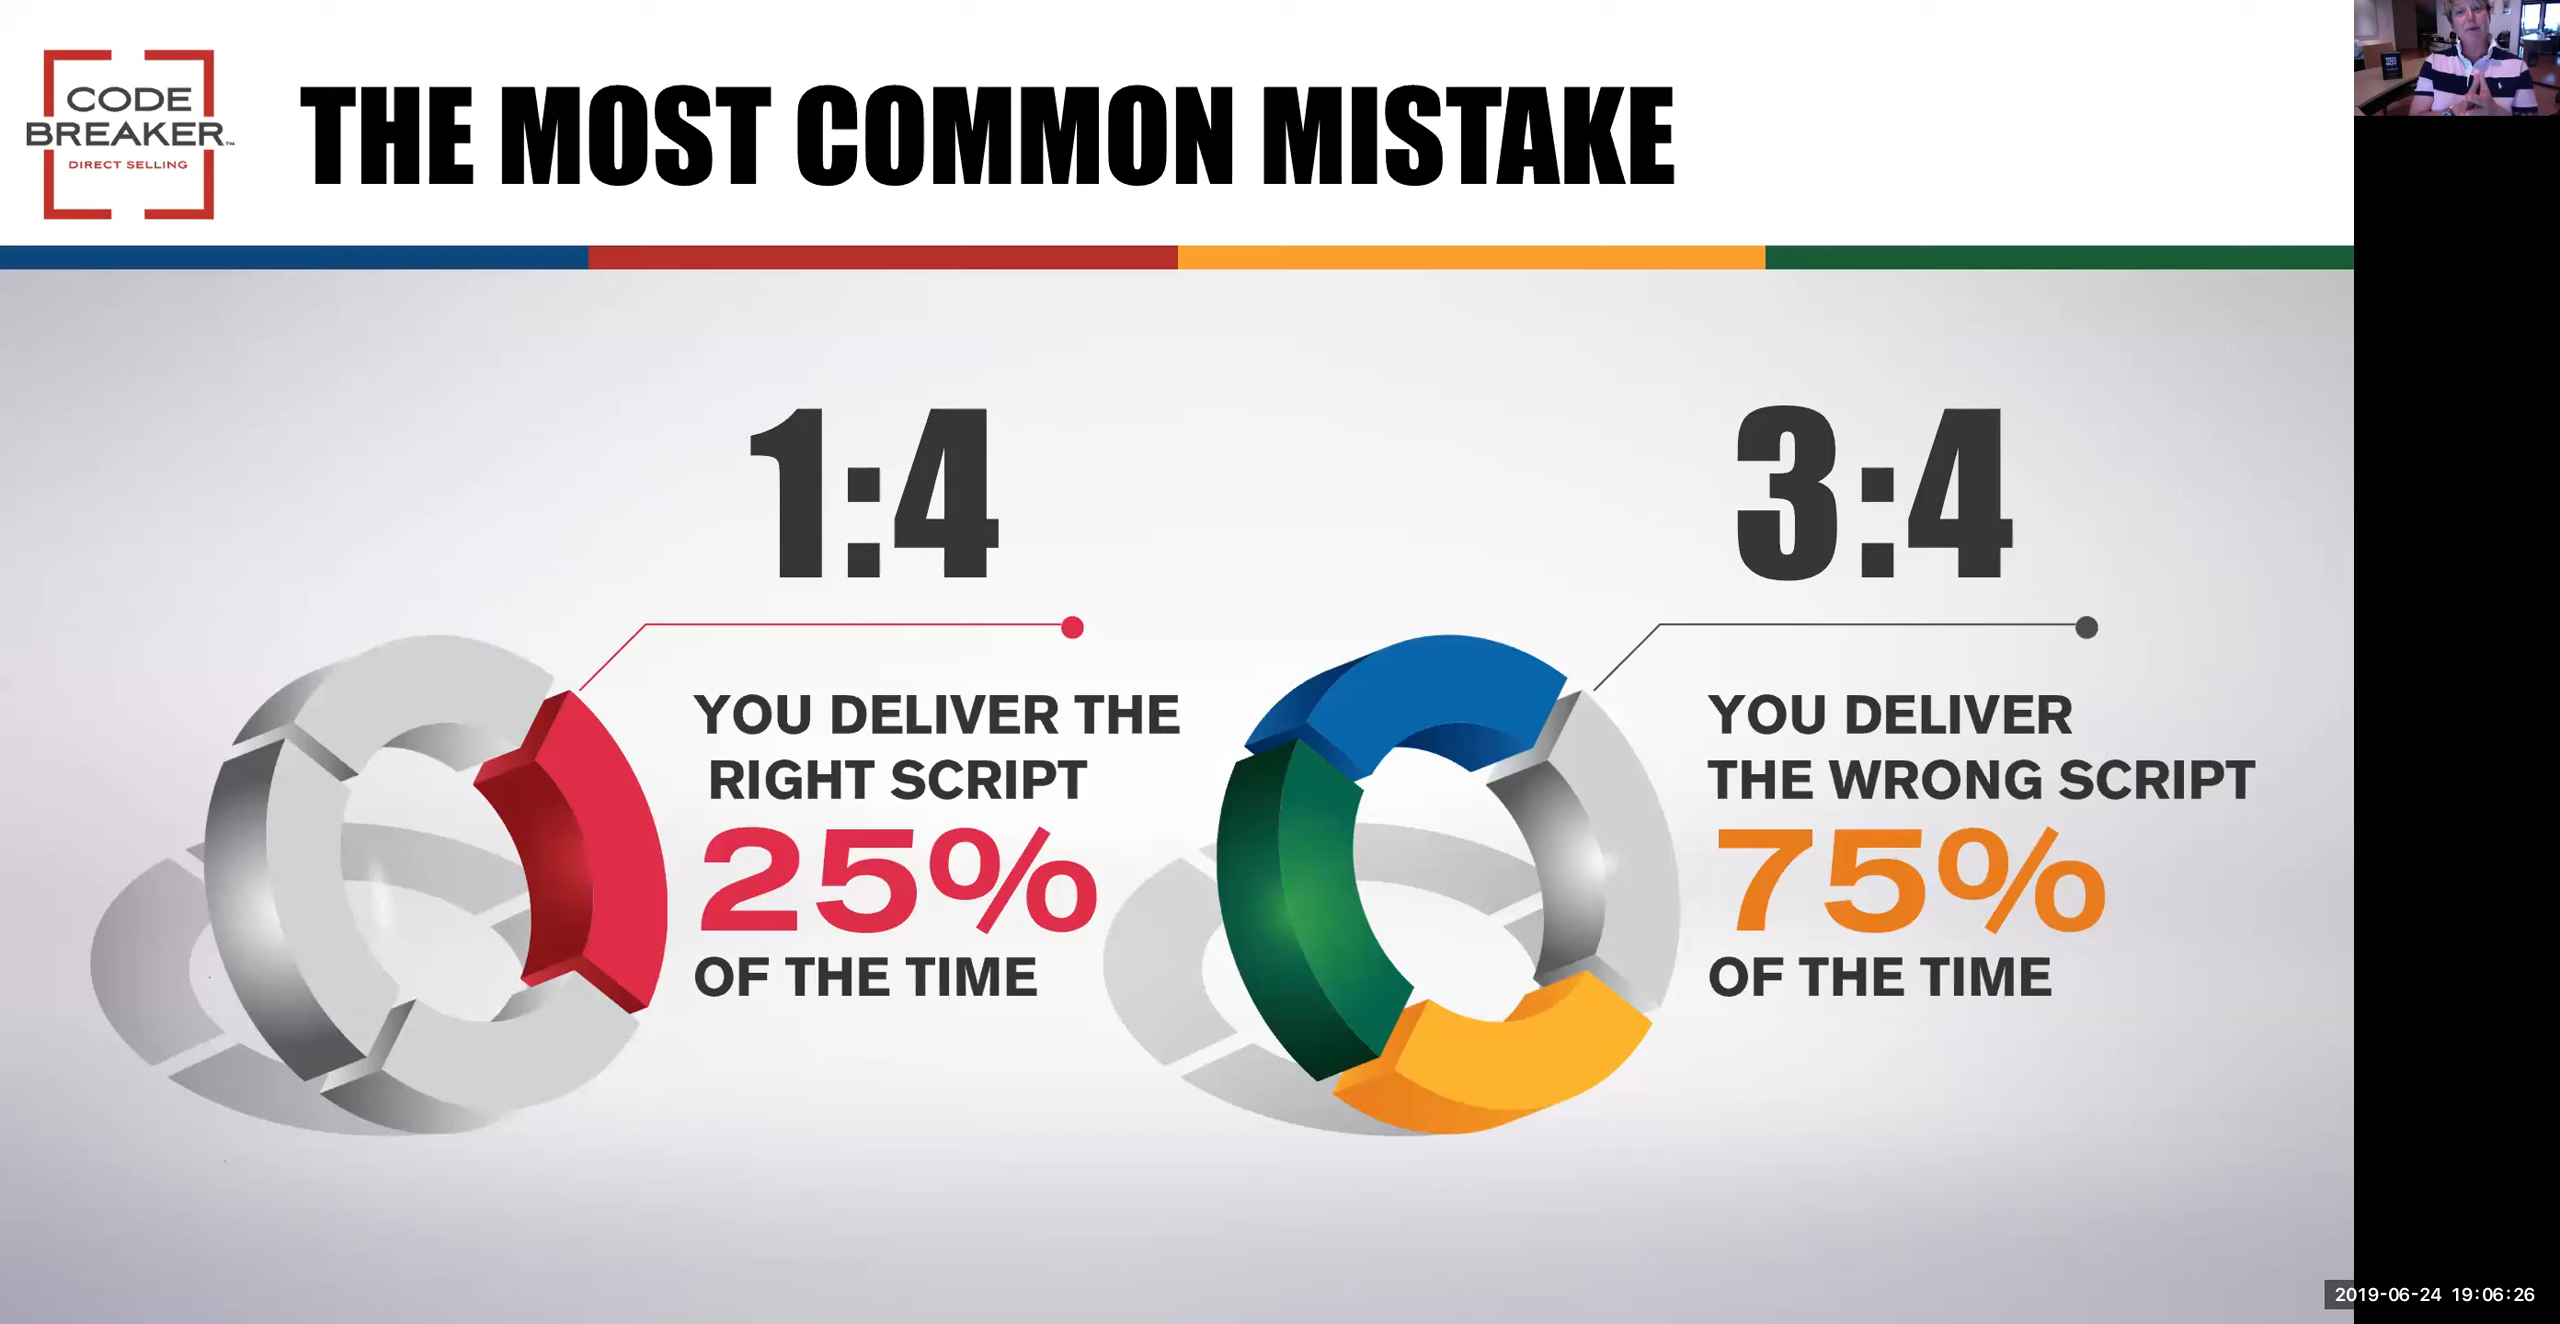 CODE
BREAKER™
DIRECT SELLING
THE MOST COMMON MISTAKE
1:4
YOU DELIVER THE
RIGHT SCRIPT
25%
OF THE TIME
3:4
YOU DELIVER
THE WRONG SCRIPT
75%
OF THE TIME
2019-06-24 19:06:26